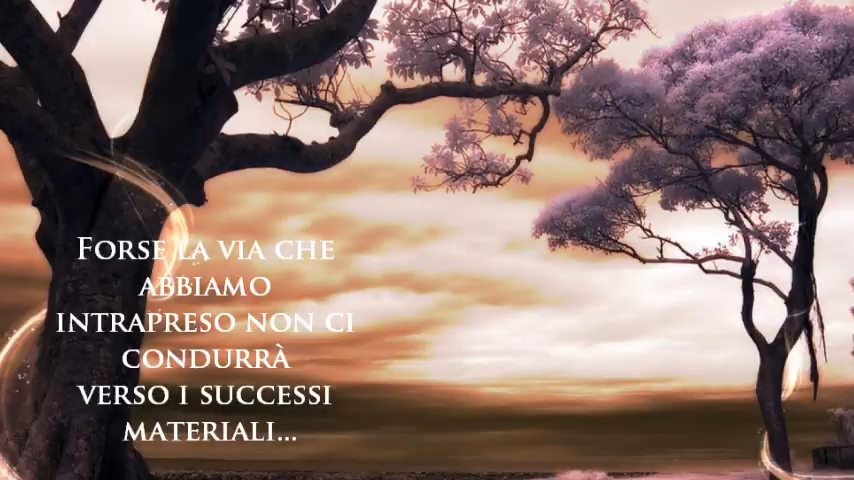 Forse la via che
abbiamo
intrapreso non ci
condurrà
verso i successi
materiali...